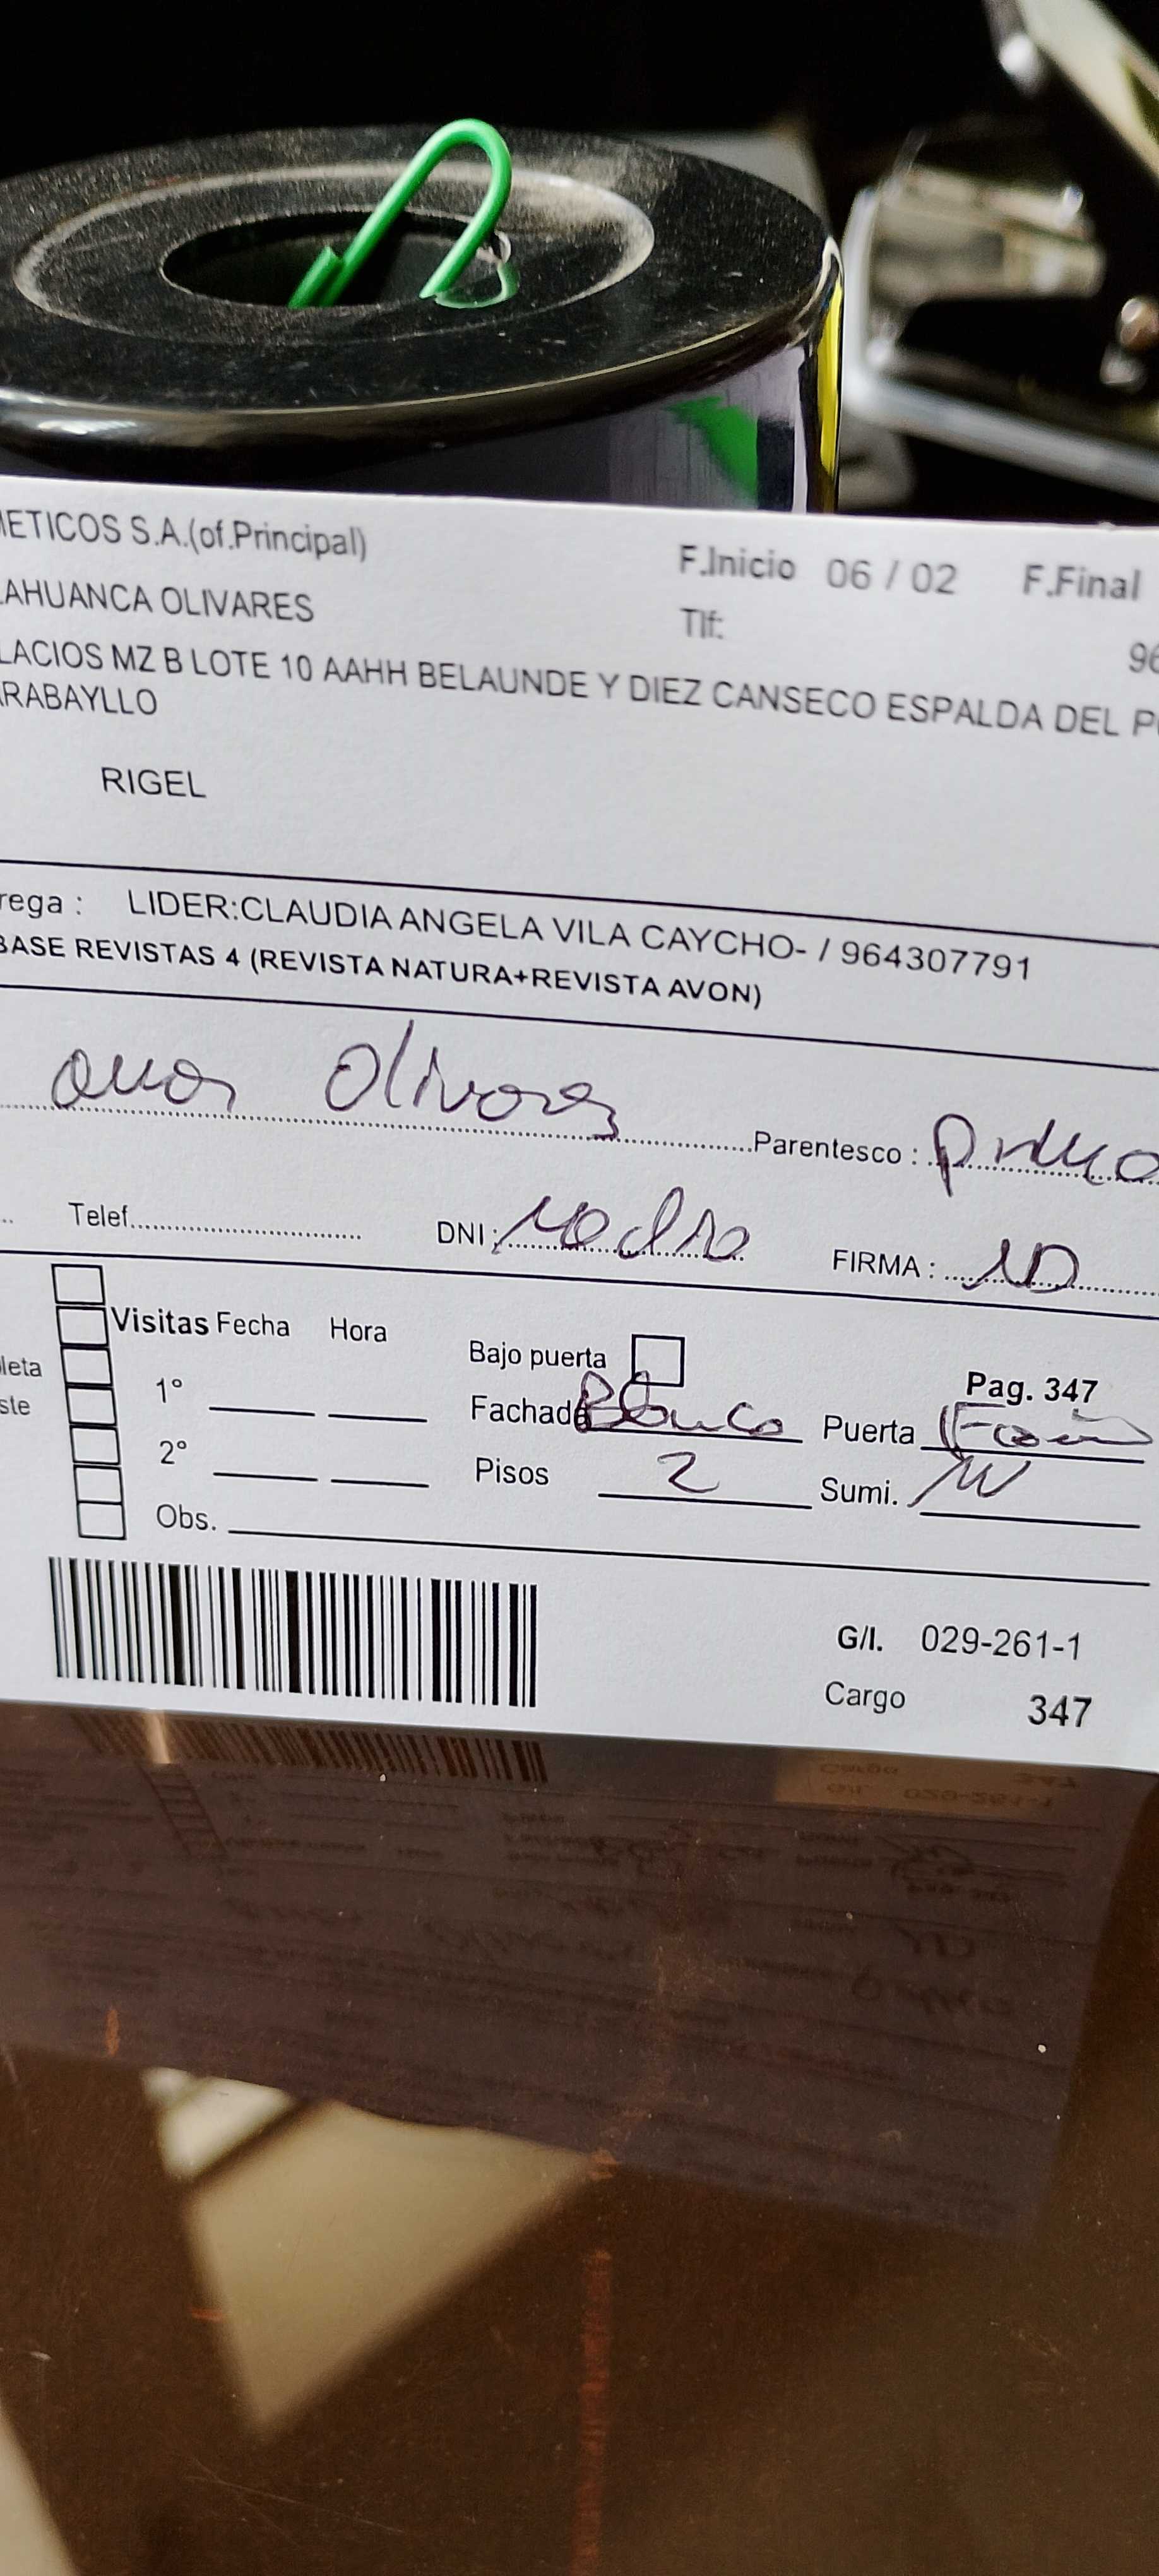 METICOS S.A.(of.Principal) F.Inicio 06 / 02 F.Final
LAHUANCA OLIVARES Tlf: 96
LACIOS MZ B LOTE 10 AAHH BELAUNDE Y DIEZ CANSECO ESPALDA DEL P
RABAYLLO
RIGEL
rega : LIDER:CLAUDIA ANGELA VILA CAYCHO- / 964307791
BASE REVISTAS 4 (REVISTA NATURA+REVISTA AVON)
Olivares Parentesco :
Telef. DNI: FIRMA :
Visitas Fecha Hora Bajo puerta
leta 1° Pag. 347
ste Fachada Blanco Puerta
2° Pisos 2 Sumi.
Obs.
G/I. 029-261-1
Cargo 347